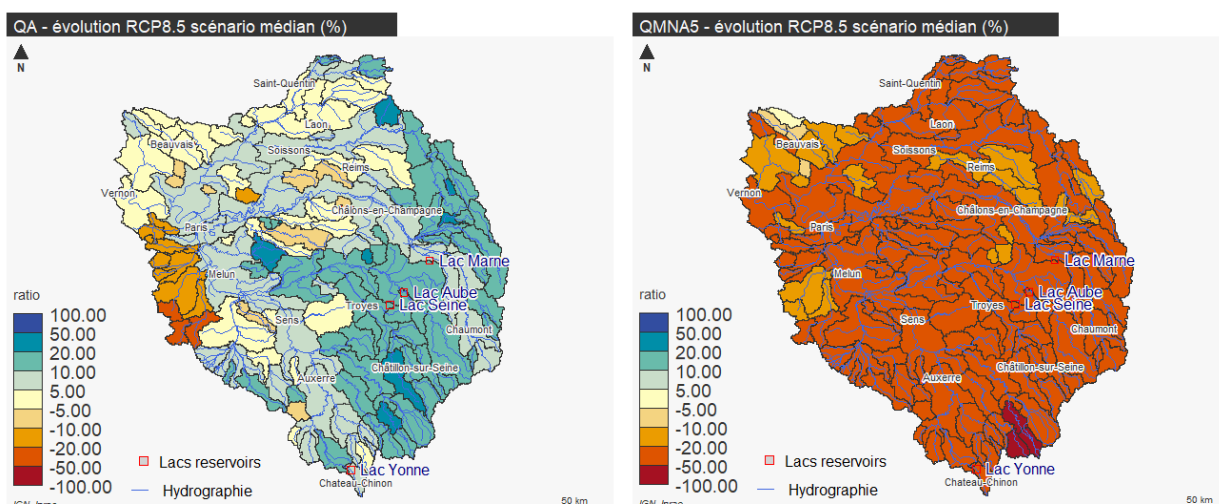 QA - évolution RCP8.5 scénario médian (%)
N
Saint-Quentin
Laon
Beauvais
Soissons
Reims
Vernon
Châlons-en-Champagne
Paris
Lac Marne
Melun
ratio
Lac Aube
Troyes
Lac Seine
100.00
50.00
20.00
10.00
5.00
-5.00
-10.00
-20.00
-50.00
-100.00
Sens
Chaumont
Châtillon-sur-Seine
Auxerre
Lacs reservoirs
Lac Yonne
Chateau-Chinon
Hydrographie
50 km
QMNA5 - évolution RCP8.5 scénario médian (%)
N
Saint-Quentin
Laon
Beauvais
Soissons
Reims
Vernon
Châlons-en-Champagne
Paris
Lac Marne
Melun
ratio
Lac Aube
Troyes
Lac Seine
100.00
50.00
20.00
10.00
5.00
-5.00
-10.00
-20.00
-50.00
-100.00
Sens
Chaumont
Châtillon-sur-Seine
Auxerre
Lacs reservoirs
Lac Yonne
Chateau-Chinon
Hydrographie
50 km